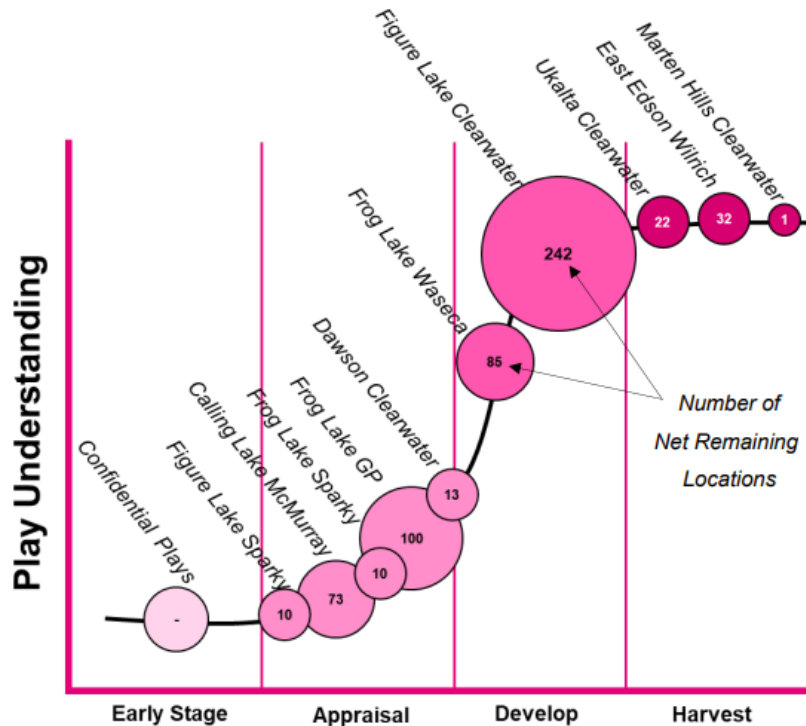 Figure Lake Clearwater
Ukalta Clearwater
East Edson Wilrich
Marten Hills Clearwater
Frog Lake Waseca
Dawson Clearwater
Frog Lake GP
Frog Lake Sparky
Calling Lake McMurray
Figure Lake Sparky
Confidential Plays
Play Understanding
242
22
32
1
85
13
100
10
73
10
-
Number of
Net Remaining
Locations
Early Stage
Appraisal
Develop
Harvest